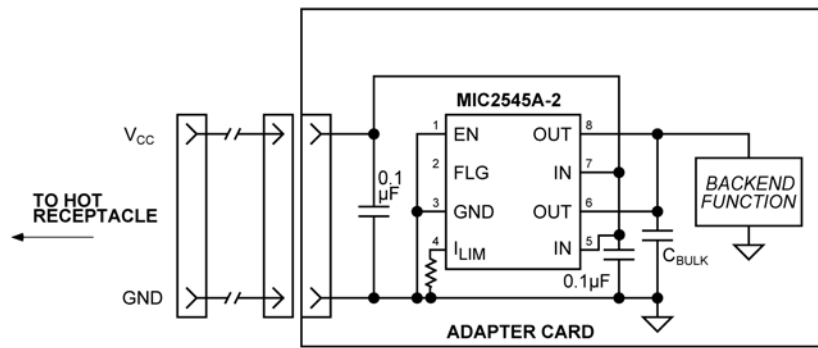 MIC2545A-2
V_CC
1
EN
OUT
8
2
FLG
IN
7
0.1
µF
3
GND
OUT
6
4
I_LIM
IN
5
BACKEND
FUNCTION
TO HOT
RECEPTACLE
C_BULK
0.1µF
GND
ADAPTER CARD